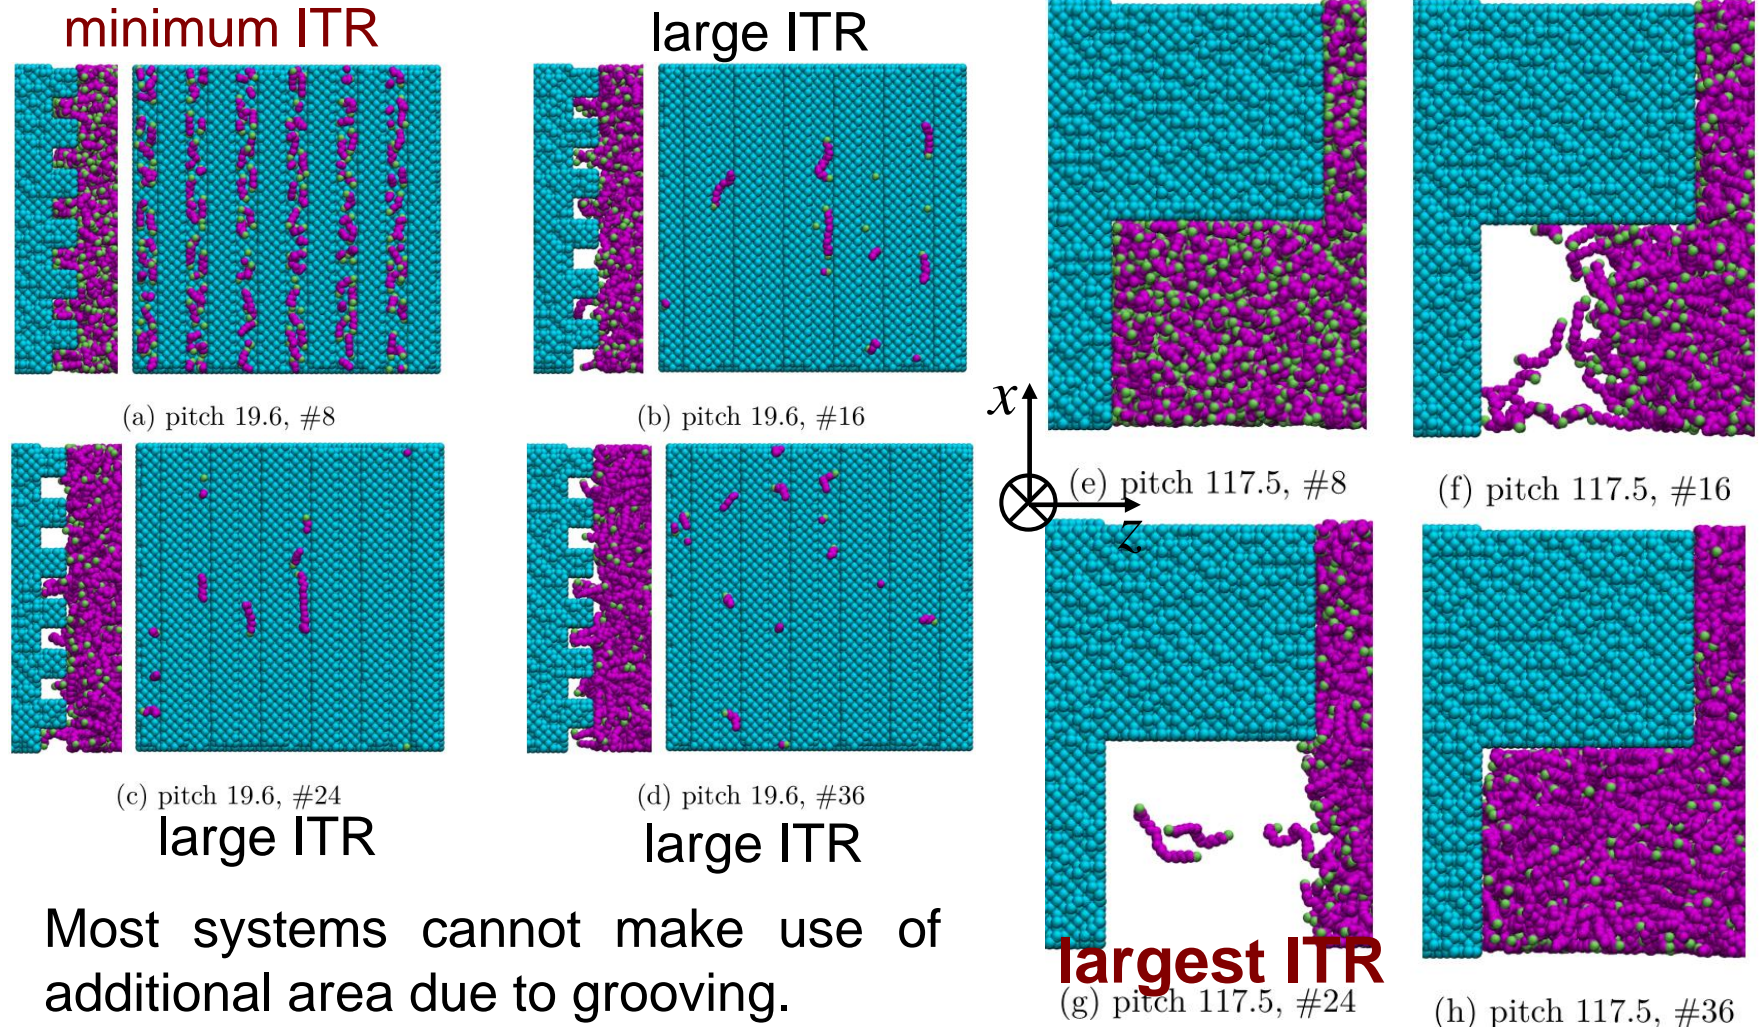 minimum ITR
large ITR
(a) pitch 19.6, #8
(b) pitch 19.6, #16
(c) pitch 19.6, #24
large ITR
(d) pitch 19.6, #36
large ITR
Most systems cannot make use of
additional area due to grooving.
x
z
(e) pitch 117.5, #8
(f) pitch 117.5, #16
largest ITR
(g) pitch 117.5, #24
(h) pitch 117.5, #36